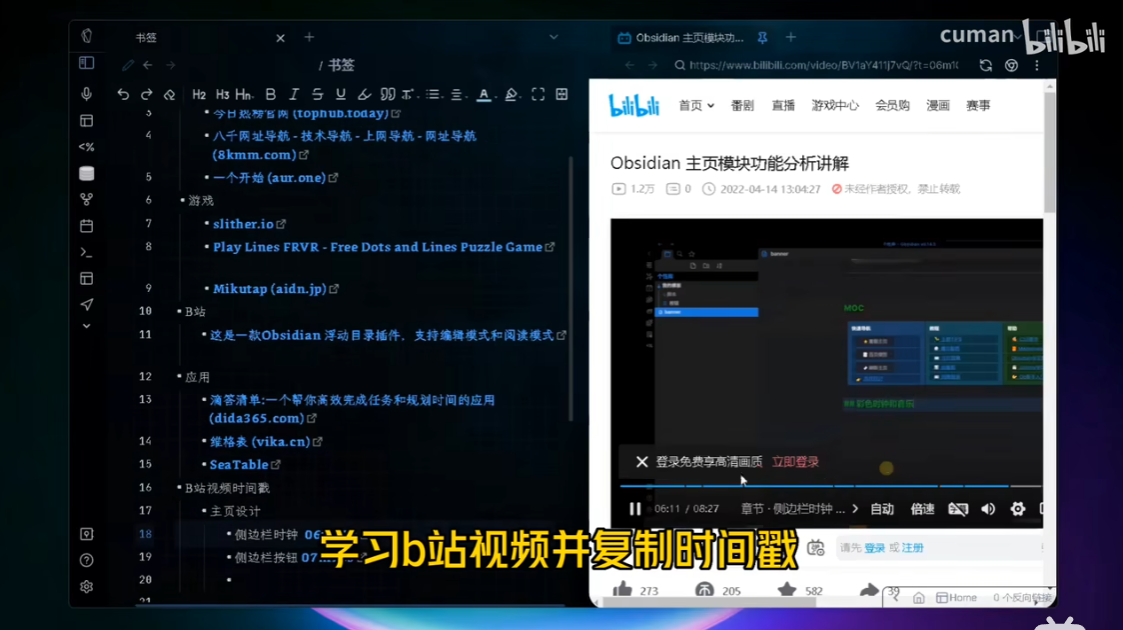 书签
Obsidian 主页模块功...
cuman
bilibili
/ 书签
https://www.bilibili.com/video/BV1aY411j7vQ/?t=06m1
H2 H3 Hn B I S U A
bilibili 首页 番剧 直播 游戏中心 会员购 漫画 赛事
3 今日热榜官网 (tophub.today)
4 八千网址导航 - 技术导航 - 上网导航 - 网址导航
(8kmm.com)
5 一个开始 (aur.one)
6 游戏
7 slither.io
8 Play Lines FRVR - Free Dots and Lines Puzzle Game
9 Mikutap (aidn.jp)
10 B站
11 这是一款Obsidian 浮动目录插件，支持编辑模式和阅读模式
12 应用
13 滴答清单:一个帮你高效完成任务和规划时间的应用
(dida365.com)
14 维格表 (vika.cn)
15 SeaTable
16 B站视频时间戳
17 主页设计
18 侧边栏时钟 06
19 侧边栏按钮 07
20
21
Obsidian 主页模块功能分析讲解
1.2万 0 2022-04-14 13:04:27 未经作者授权，禁止转载
banner
MOC
登录免费享高清画质 立即登录
06:11 / 08:27 章节 · 侧边栏时钟 ... 自动 倍速
请先 登录 或 注册
273 205 582 39
Home 0 个反向链接
学习b站视频并复制时间戳